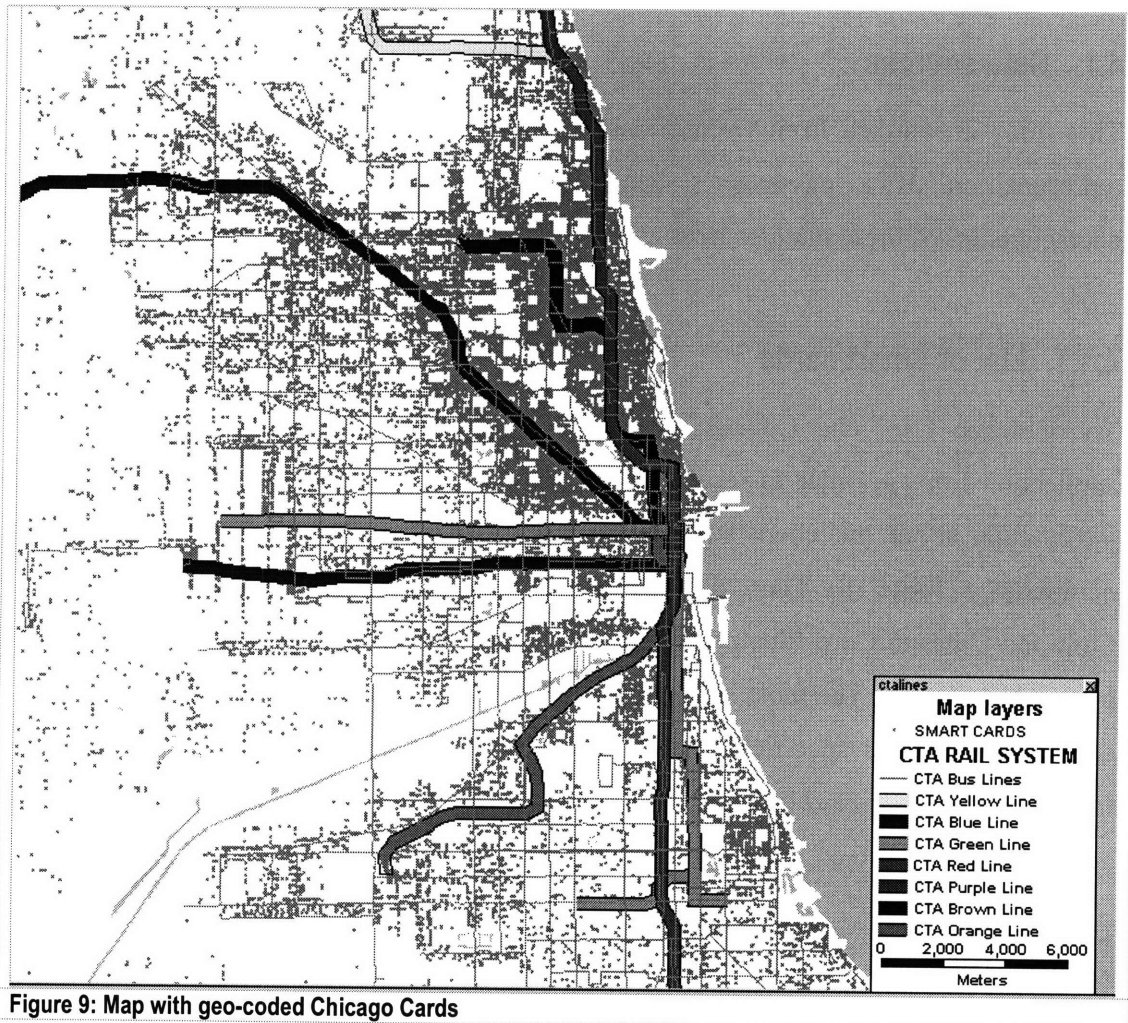 ctalines
Map layers
SMART CARDS
CTA RAIL SYSTEM
CTA Bus Lines
CTA Yellow Line
CTA Blue Line
CTA Green Line
CTA Red Line
CTA Purple Line
CTA Brown Line
CTA Orange Line
0 2,000 4,000 6,000
Meters
Figure 9: Map with geo-coded Chicago Cards